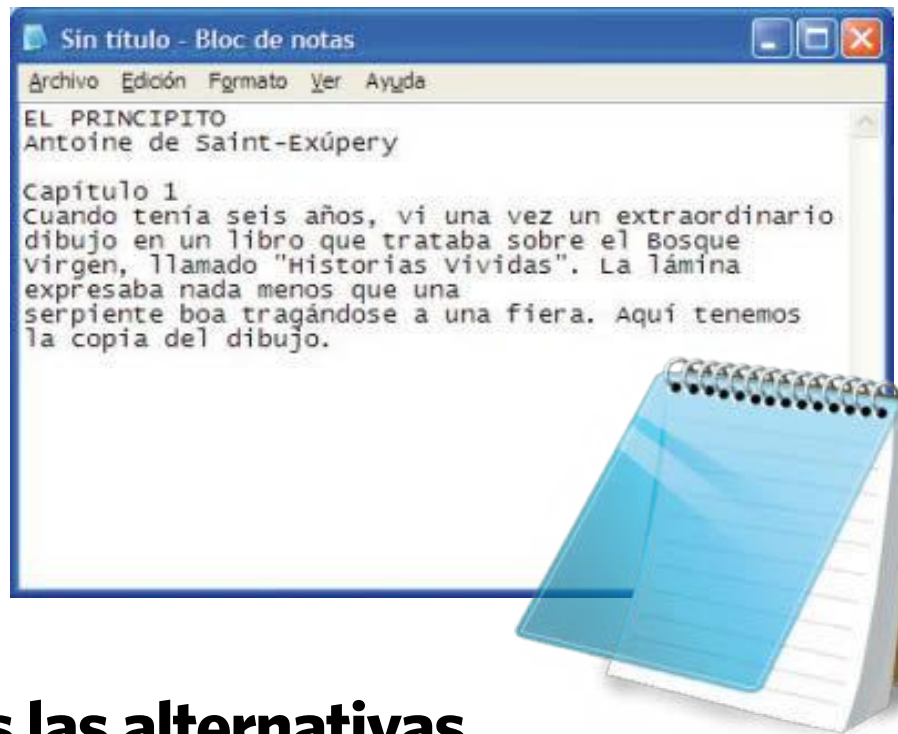 Sin título - Bloc de notas
Archivo Edición Formato Ver Ayuda
EL PRINCIPITO
Antoine de Saint-Exúpery
Capítulo 1
Cuando tenía seis años, vi una vez un extraordinario
dibujo en un libro que trataba sobre el Bosque
Virgen, llamado "Historias Vividas". La lámina
expresaba nada menos que una
serpiente boa tragándose a una fiera. Aquí tenemos
la copia del dibujo.
s las alternativas